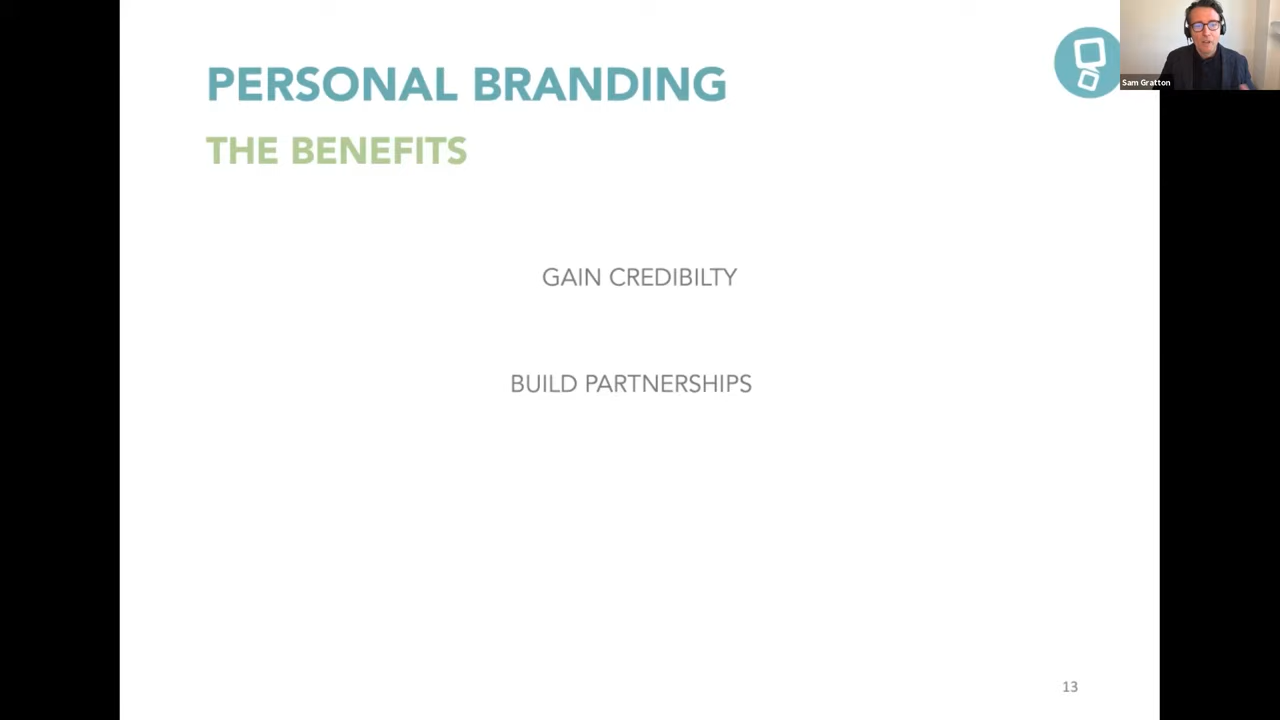 PERSONAL BRANDING
Sam Gratton
THE BENEFITS
GAIN CREDIBILTY
BUILD PARTNERSHIPS
13